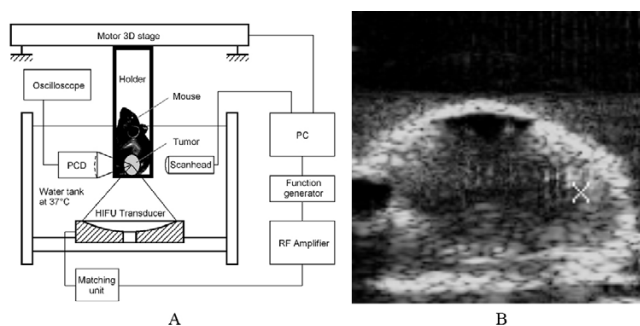 Motor 3D stage
Oscilloscope
Holder
Mouse
Tumor
PCD
Scanhead
PC
Water tank
at 37°C
Function
generator
HIFU Transducer
RF Amplifier
Matching
unit
A
B